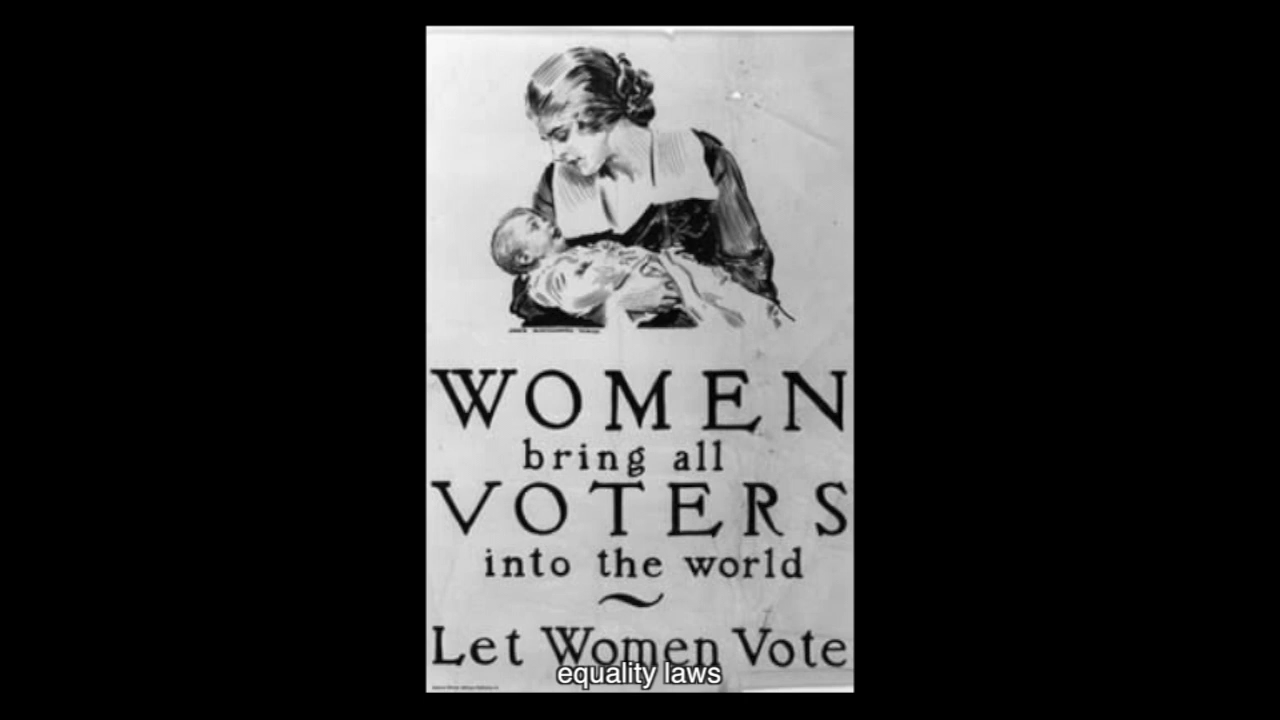 WOMEN
bring all
VOTERS
into the world
Let Women Vote
equality laws